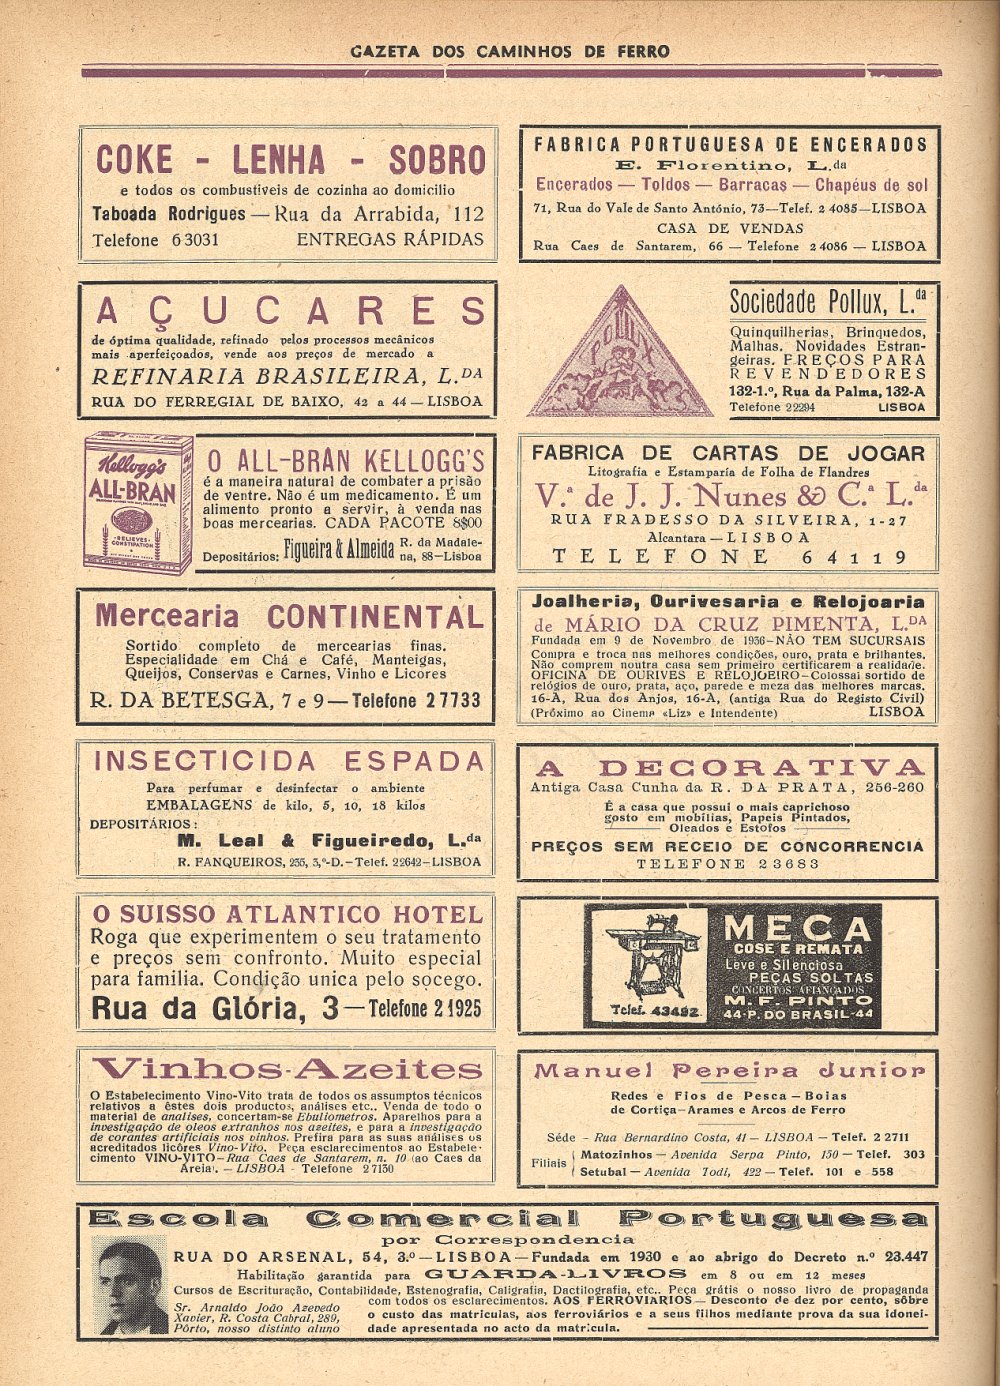 GAZETA DOS CAMINHOS DE FERRO
COKE - LENHA - SOBRO
e todos os combustíveis de cozinha ao domicílio
Taboada Rodrigues — Rua da Arrabida, 112
Telefone 63031 ENTREGAS RÁPIDAS
FABRICA PORTUGUESA DE ENCERADOS
E. Florentino, L.da
Encerados — Toldos — Barracas — Chapéus de sol
71, Rua do Vale de Santo António, 73—Telef. 2 4085—LISBOA
CASA DE VENDAS
Rua Caes de Santarem, 66 — Telefone 2 4086 — LISBOA
AÇUCARES
de óptima qualidade, refinado pelos processos mecânicos
mais aperfeiçoados, vende aos preços de mercado a
REFINARIA BRASILEIRA, L.DA
RUA DO FERREGIAL DE BAIXO, 42 a 44 — LISBOA
POLLUX
Sociedade Pollux, L.da
Quinquilherias, Brinquedos,
Malhas. Novidades Estran-
geiras. PREÇOS PARA
REVENDEDORES
132-1.º, Rua da Palma, 132-A
Telefone 22294 LISBOA
Kellogg's
ALL-BRAN
RELIEVES
CONSTIPATION
O ALL-BRAN KELLOGG'S
é a maneira natural de combater a prisão
de ventre. Não é um medicamento. É um
alimento pronto a servir, à venda nas
boas mercearias. CADA PACOTE 8$00
Depositários: Figueira & Almeida R. da Madale-
na, 88—Lisboa
FABRICA DE CARTAS DE JOGAR
Litografia e Estamparia de Folha de Flandres
V.ª de J. J. Nunes & C.ª L.da
RUA FRADESSO DA SILVEIRA, 1-27
Alcantara — LISBOA
TELEFONE 64119
Mercearia CONTINENTAL
Sortido completo de mercearias finas.
Especialidade em Chá e Café, Manteigas,
Queijos, Conservas e Carnes, Vinho e Licores
R. DA BETESGA, 7 e 9 — Telefone 2 7733
Joalheria, Ourivesaria e Relojoaria
de MÁRIO DA CRUZ PIMENTA, L.DA
Fundada em 9 de Novembro de 1936—NÃO TEM SUCURSAIS
Compra e troca nas melhores condições, ouro, prata e brilhantes.
Não comprem noutra casa sem primeiro certificarem a realidade.
OFICINA DE OURIVES E RELOJOEIRO—Colossal sortido de
relógios de ouro, prata, aço, parede e meza das melhores marcas.
16-A, Rua dos Anjos, 16-A, (antiga Rua do Registo Civil)
(Próximo ao Cinema «Liz» e Intendente) LISBOA
INSECTICIDA ESPADA
Para perfumar e desinfectar o ambiente
EMBALAGENS de kilo, 5, 10, 18 kilos
DEPOSITÁRIOS:
M. Leal & Figueiredo, L.da
R. FANQUEIROS, 235, 3.º-D.—Telef. 22642—LISBOA
A DECORATIVA
Antiga Casa Cunha da R. DA PRATA, 256-260
É a casa que possui o mais caprichoso
gosto em mobilias, Papeis Pintados,
Oleados e Estofos
PREÇOS SEM RECEIO DE CONCORRENCIA
TELEFONE 23683
O SUISSO ATLANTICO HOTEL
Roga que experimentem o seu tratamento
e preços sem confronto. Muito especial
para familia. Condição unica pelo socego.
Rua da Glória, 3 — Telefone 2 1925
MEGA
COSE E REMATA
Leve e Silenciosa
PEÇAS SOLTAS
CONCERTOS AFIANÇADOS
M. F. PINTO
44-P. DO BRASIL-44
Telef. 43492
Vinhos-Azeites
O Estabelecimento Vino-Vito trata de todos os assumptos técnicos
relativos a êstes dois productos, análises etc.. Venda de todo o
material de analises, concertam-se Ebuliometros. Aparelhos para a
investigação de oleos extranhos nos azeites, e para a investigação
de corantes artificiais nos vinhos. Prefira para as suas análises os
acreditados licôres Vino-Vito. Peça esclarecimentos ao Estabele-
cimento VINO-VITO—Rua Caes de Santarem, n. 10 (ao Caes da
Areia). — LISBOA - Telefone 27130
Manuel Pereira Junior
Redes e Fios de Pesca — Boias
de Cortiça—Arames e Arcos de Ferro
Séde - Rua Bernardino Costa, 41 — LISBOA — Telef. 2 2711
Filiais Matozinhos — Avenida Serpa Pinto, 150 — Telef. 303
Setubal — Avenida Todi, 422 — Telef. 101 e 558
Escola Comercial Portuguesa
por Correspondencia
RUA DO ARSENAL, 54, 3.º—LISBOA—Fundada em 1930 e ao abrigo do Decreto n.º 23.447
Habilitação garantida para GUARDA-LIVROS em 8 ou em 12 meses
Cursos de Escrituração, Contabilidade, Estenografia, Caligrafia, Dactilografia, etc.. Peça grátis o nosso livro de propaganda
com todos os esclarecimentos. AOS FERROVIARIOS — Desconto de dez por cento, sôbre
o custo das matriculas, aos ferroviários e a seus filhos mediante prova da sua idonei-
dade apresentada no acto da matrícula.
Sr. Arnaldo João Azevedo
Xavier, R. Costa Cabral, 289,
Pôrto, nosso distinto aluno